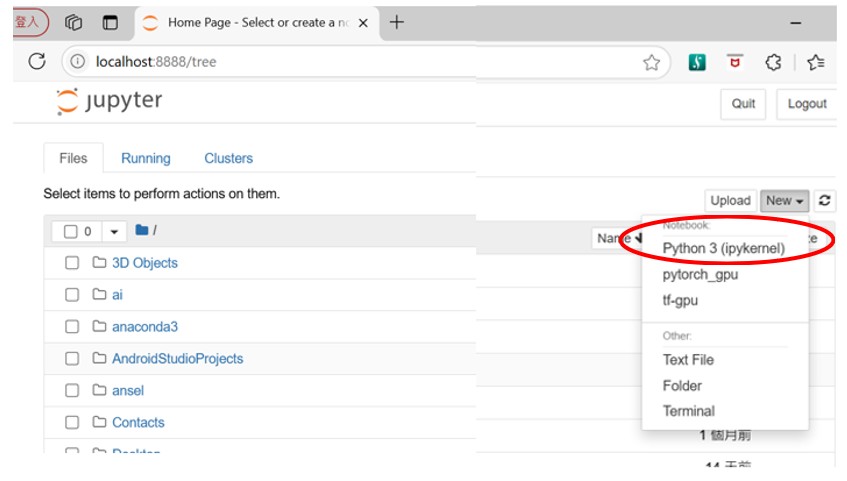 登入 Home Page - Select or create a n
localhost:8888/tree
jupyter Quit Logout
Files Running Clusters
Select items to perform actions on them.
Upload New
0 / Name
Notebook:
Python 3 (ipykernel)
pytorch_gpu
tf-gpu
Other:
Text File
Folder
Terminal
3D Objects
ai
anaconda3
AndroidStudioProjects
ansel
Contacts
1 個月前
Desktop
14 天前